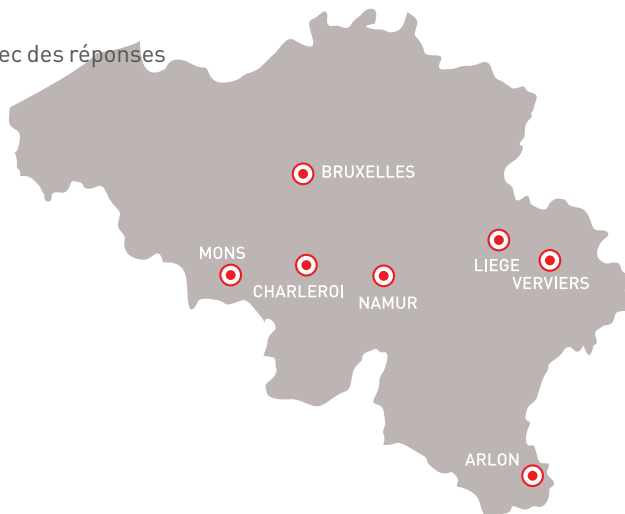 ec des réponses
BRUXELLES
MONS
LIEGE
VERVIERS
CHARLEROI
NAMUR
ARLON